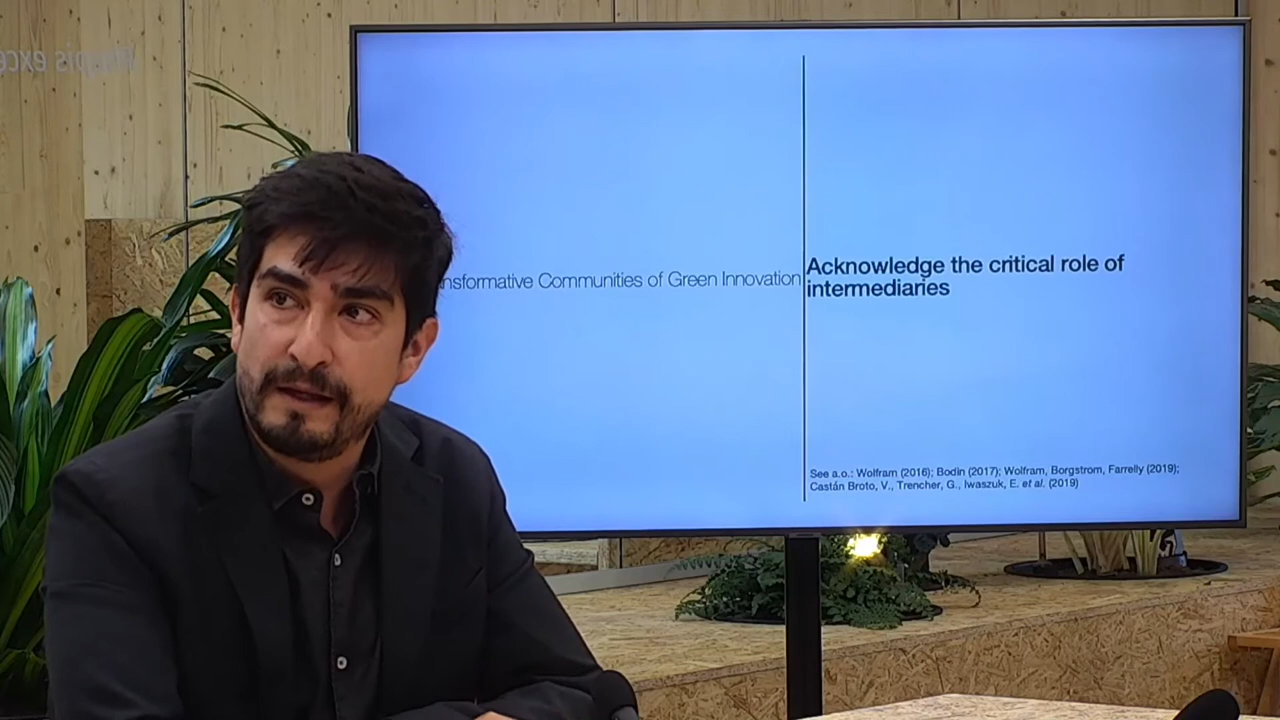 nsformative Communities of Green Innovation
Acknowledge the critical role of
intermediaries
See a.o.: Wolfram (2016); Bodin (2017); Wolfram, Borgstrom, Farrelly (2019);
Castán Broto, V., Trencher, G., Iwaszuk, E. et al. (2019)